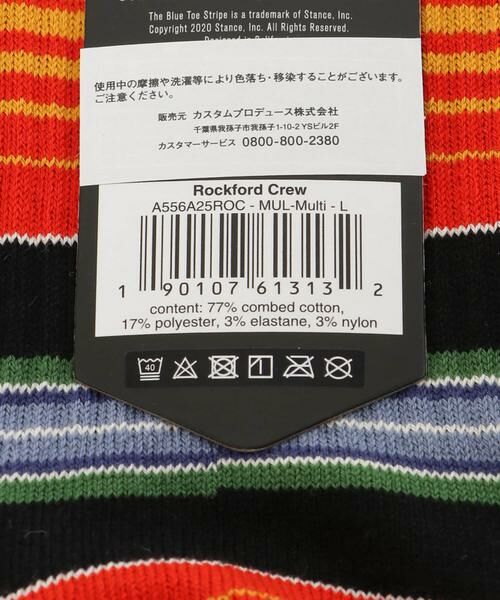 The Blue Toe Stripe is a trademark of Stance, Inc.
Copyright 2020 Stance, Inc. All Rights Reserved.
使用中の摩擦や洗濯等により色落ち・移染することがございます。
ご注意ください。
販売元 カスタムプロデュース株式会社
千葉県我孫子市我孫子1-10-2 YSビル2F
カスタマーサービス 0800-800-2380
Rockford Crew
A556A25ROC - MUL-Multi - L
1 90107 61313 2
content: 77% combed cotton,
17% polyester, 3% elastane, 3% nylon
40